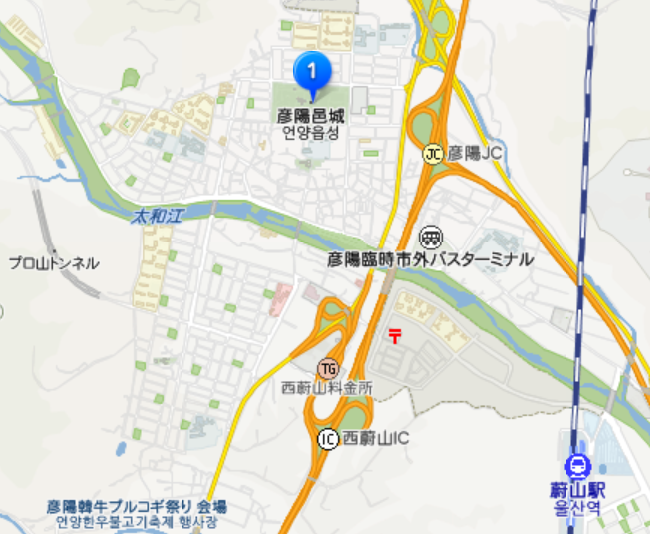 1
彦陽邑城
언양읍성
JC 彦陽JC
太和江
彦陽臨時市外バスターミナル
プロ山トンネル
TG
西蔚山料金所
IC 西蔚山IC
蔚山駅
울산역
彦陽韓牛プルコギ祭り 会場
언양한우불고기축제 행사장